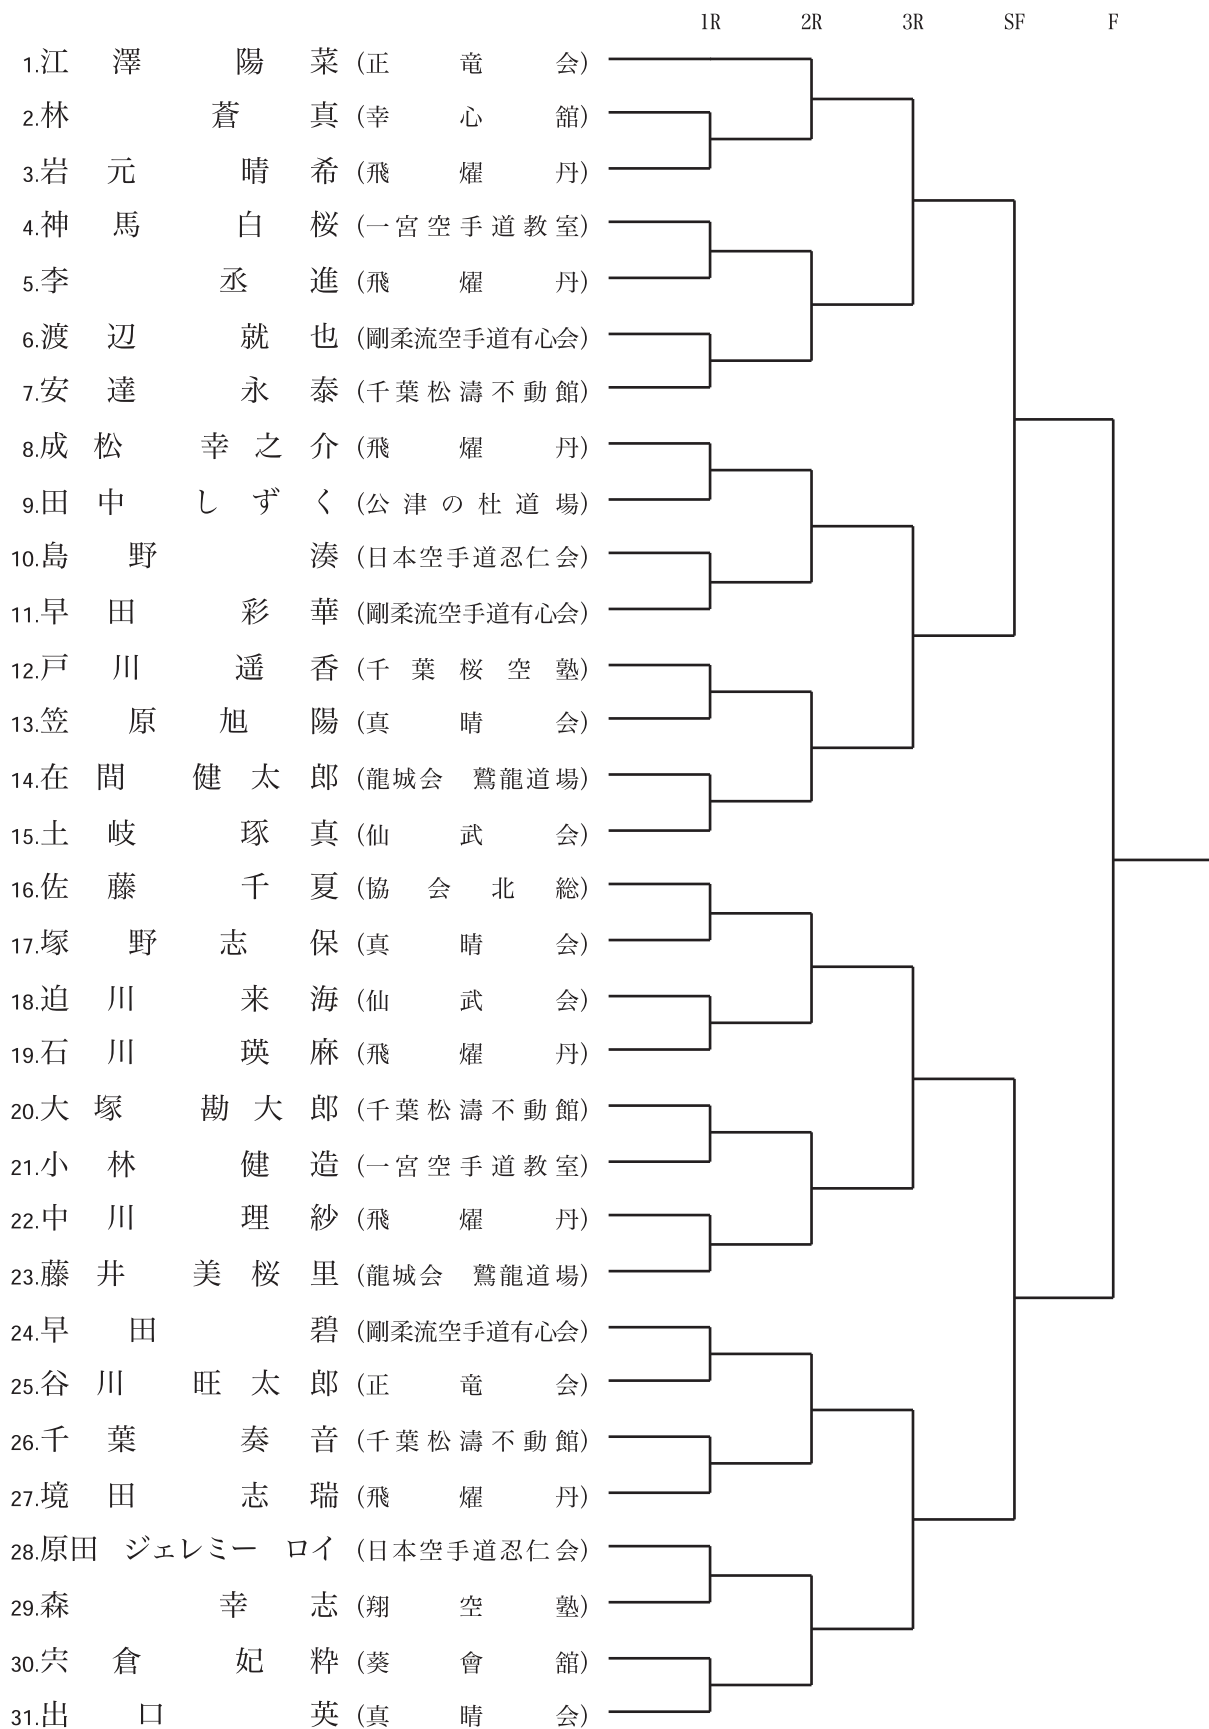 1R 2R 3R SF F
1.江澤 陽菜 (正竜会)
2.林 蒼真 (幸心舘)
3.岩元 晴希 (飛燿丹)
4.神馬 白桜 (一宮空手道教室)
5.李 丞進 (飛燿丹)
6.渡辺 就也 (剛柔流空手道有心会)
7.安達 永泰 (千葉松濤不動館)
8.成松 幸之介 (飛燿丹)
9.田中 しずく (公津の杜道場)
10.島野 湊 (日本空手道忍仁会)
11.早田 彩華 (剛柔流空手道有心会)
12.戸川 遥香 (千葉桜空塾)
13.笠原 旭陽 (真晴会)
14.在間 健太郎 (龍城会 鷲龍道場)
15.土岐 琢真 (仙武会)
16.佐藤 千夏 (協会北総)
17.塚野 志保 (真晴会)
18.迫川 来海 (仙武会)
19.石川 瑛麻 (飛燿丹)
20.大塚 勘大郎 (千葉松濤不動館)
21.小林 健造 (一宮空手道教室)
22.中川 理紗 (飛燿丹)
23.藤井 美桜里 (龍城会 鷲龍道場)
24.早田 碧 (剛柔流空手道有心会)
25.谷川 旺太郎 (正竜会)
26.千葉 奏音 (千葉松濤不動館)
27.境田 志瑞 (飛燿丹)
28.原田 ジェレミー ロイ (日本空手道忍仁会)
29.森 幸志 (翔空塾)
30.宍倉 妃粋 (葵會舘)
31.出口 英 (真晴会)